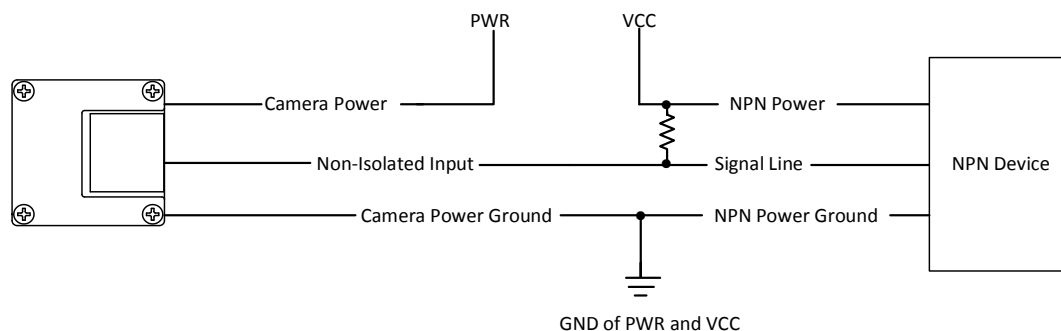 PWR
VCC
Camera Power
NPN Power
Non-Isolated Input
Signal Line
NPN Device
Camera Power Ground
NPN Power Ground
GND of PWR and VCC